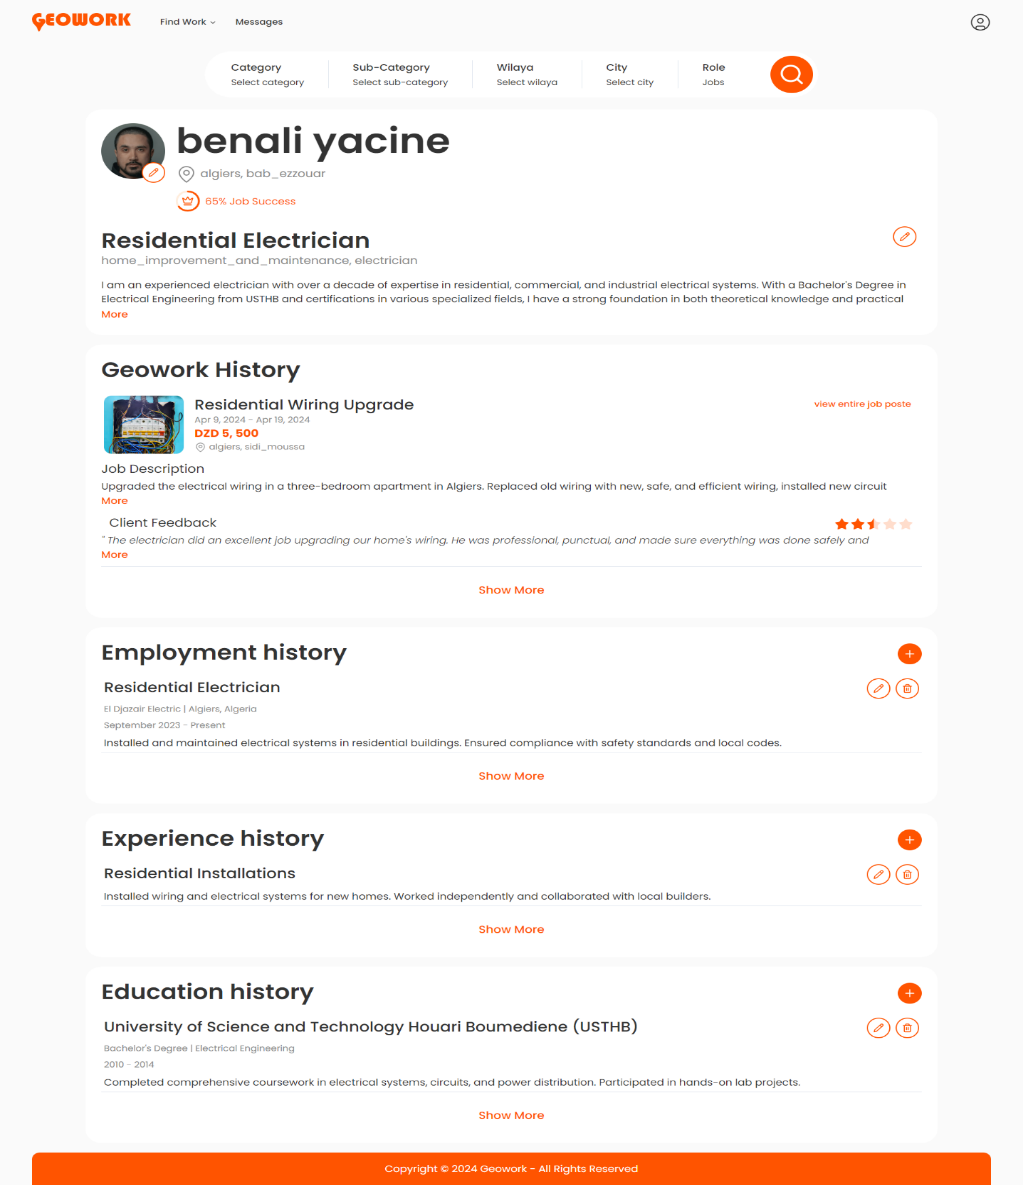 GEOWORK
Find Work
Messages
Category
Select category
Sub-Category
Select sub-category
Wilaya
Select wilaya
City
Select city
Role
Jobs
benali yacine
algiers, bab_ezzouar
65% Job Success
Residential Electrician
home_improvement_and_maintenance, electrician
I am an experienced electrician with over a decade of expertise in residential, commercial, and industrial electrical systems. With a Bachelor's Degree in
Electrical Engineering from USTHB and certifications in various specialized fields, I have a strong foundation in both theoretical knowledge and practical
More
Geowork History
Residential Wiring Upgrade
view entire job poste
Apr 9, 2024 - Apr 19, 2024
DZD 5, 500
algiers, sidi_moussa
Job Description
Upgraded the electrical wiring in a three-bedroom apartment in Algiers. Replaced old wiring with new, safe, and efficient wiring, installed new circuit
More
Client Feedback
" The electrician did an excellent job upgrading our home's wiring. He was professional, punctual, and made sure everything was done safely and
More
Show More
Employment history
Residential Electrician
El Djazair Electric | Algiers, Algeria
September 2023 - Present
Installed and maintained electrical systems in residential buildings. Ensured compliance with safety standards and local codes.
Show More
Experience history
Residential Installations
Installed wiring and electrical systems for new homes. Worked independently and collaborated with local builders.
Show More
Education history
University of Science and Technology Houari Boumediene (USTHB)
Bachelor's Degree | Electrical Engineering
2010 - 2014
Completed comprehensive coursework in electrical systems, circuits, and power distribution. Participated in hands-on lab projects.
Show More
Copyright © 2024 Geowork - All Rights Reserved